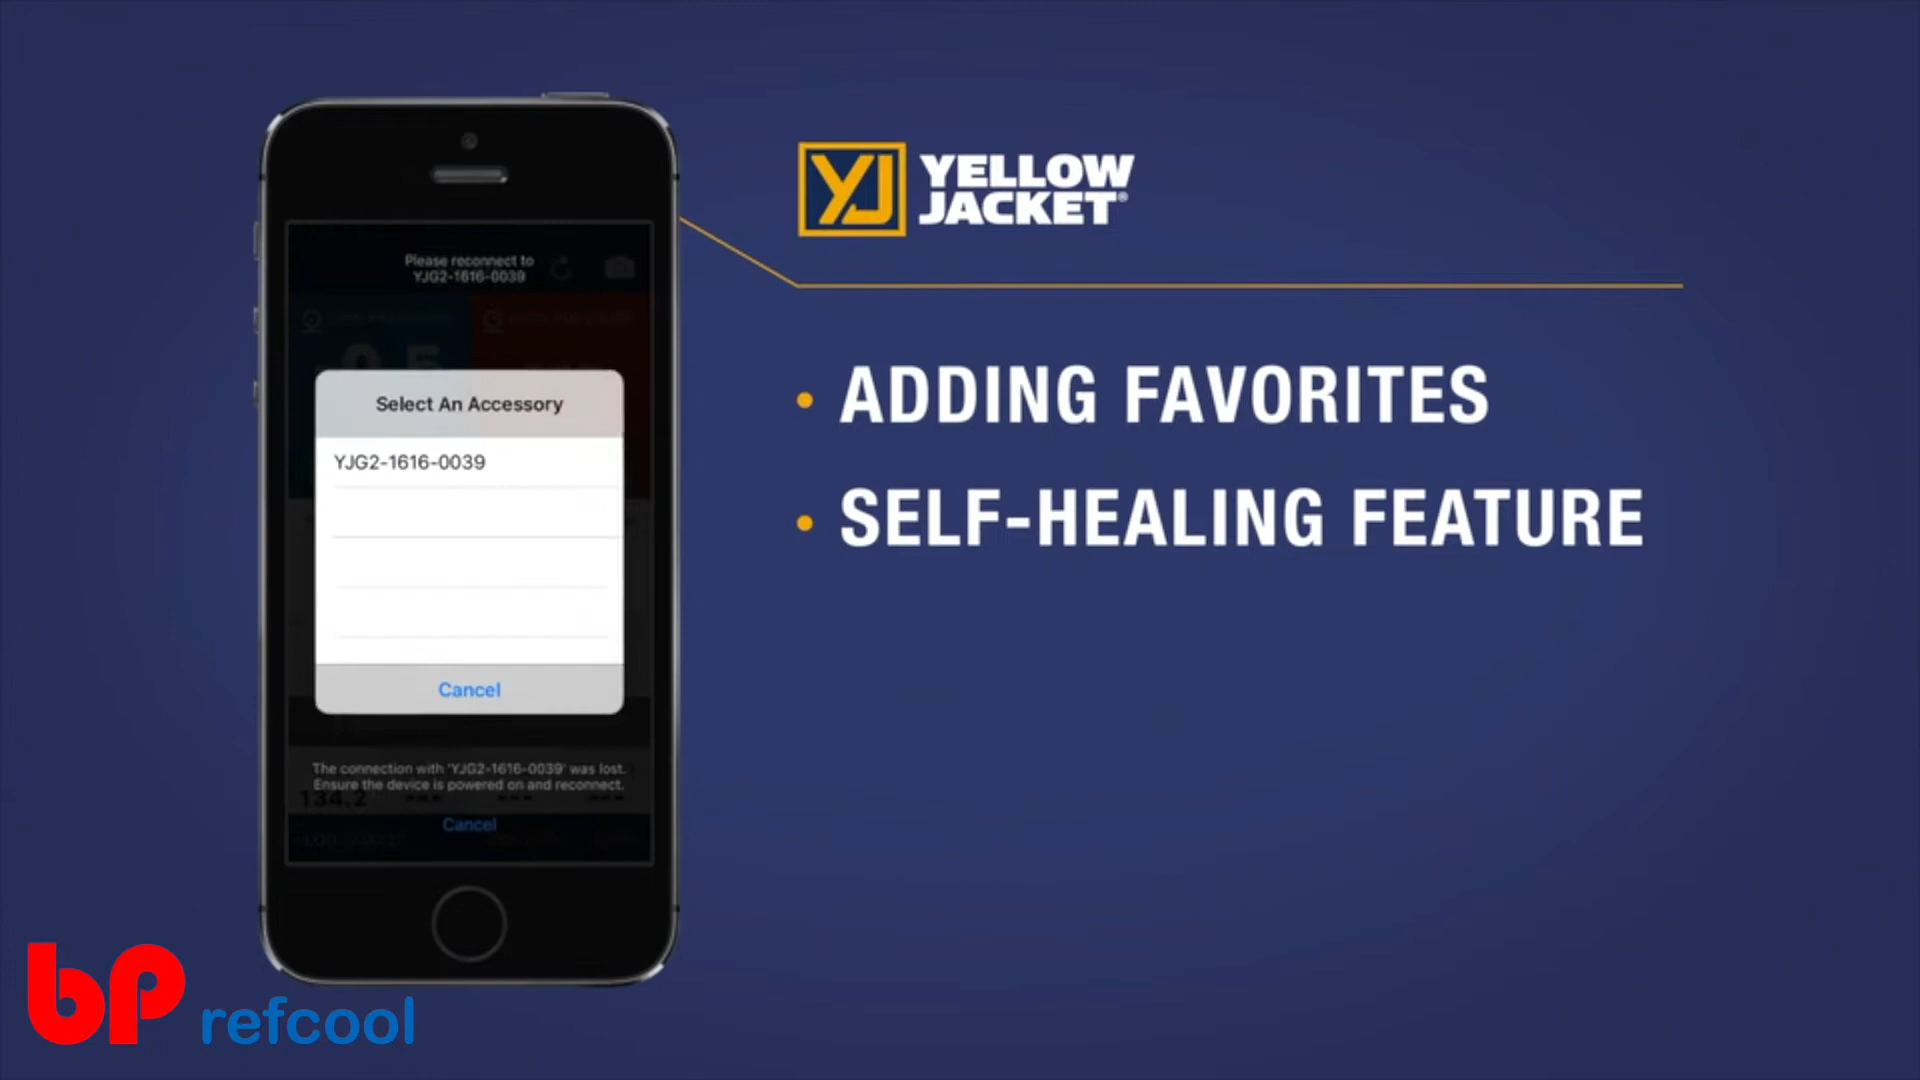 YJ YELLOW
JACKET®
Please reconnect to
YJG2-1616-0039
Select An Accessory
YJG2-1616-0039
Cancel
The connection with 'YJG2-1616-0039' was lost.
Ensure the device is powered on and reconnect.
134.2 --- --- ---
Cancel
• ADDING FAVORITES
• SELF-HEALING FEATURE
bp refcool